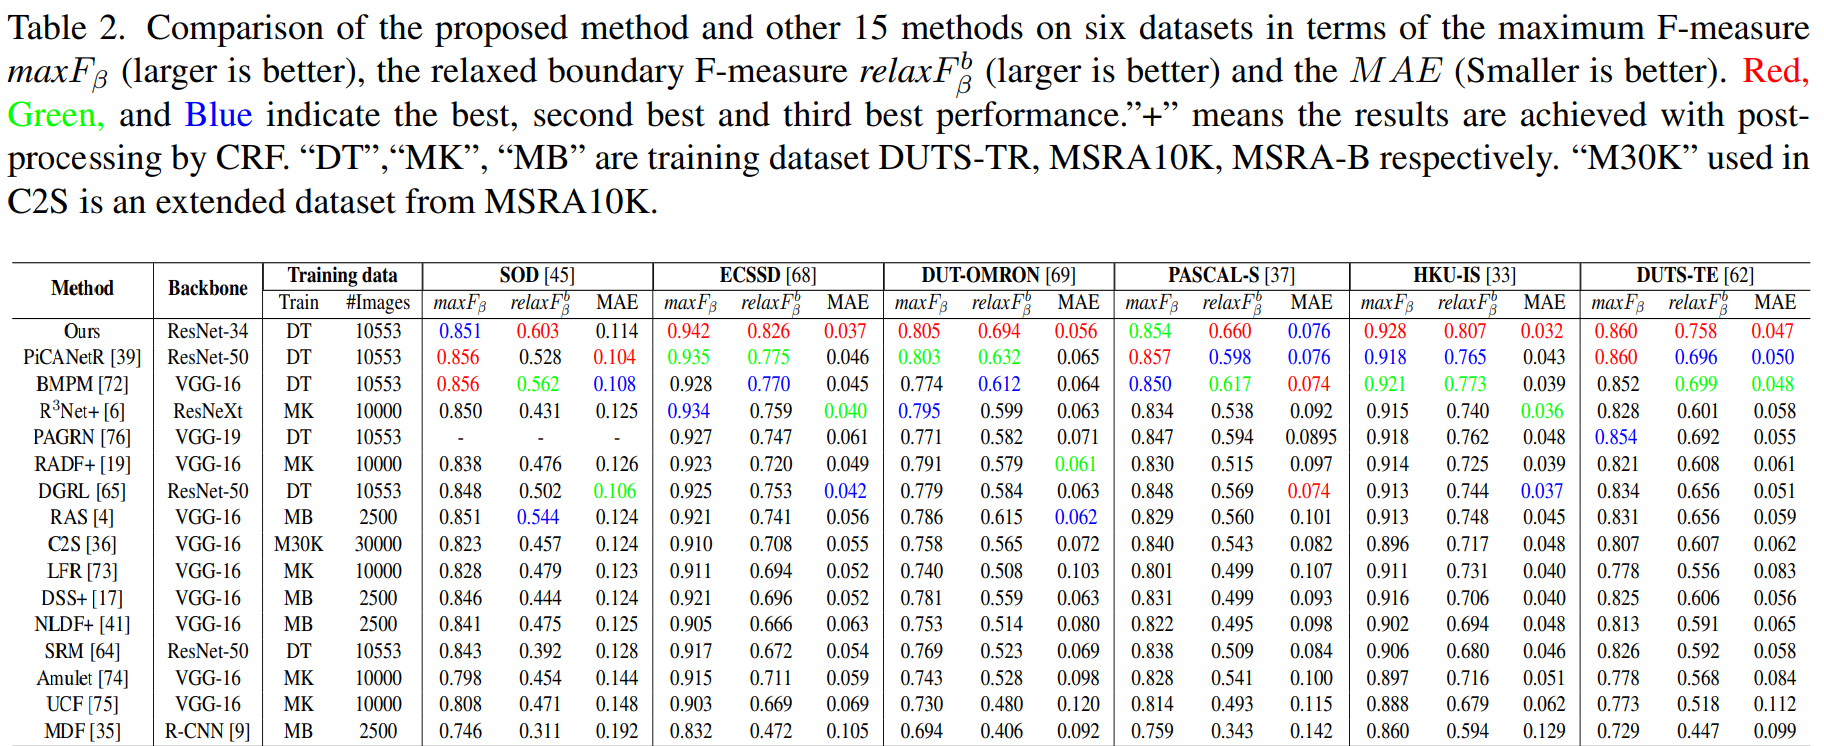 Table 2. Comparison of the proposed method and other 15 methods on six datasets in terms of the maximum F-measure
maxFβ (larger is better), the relaxed boundary F-measure relaxF^b_β (larger is better) and the MAE (Smaller is better). Red,
Green, and Blue indicate the best, second best and third best performance.”+” means the results are achieved with post-
processing by CRF. “DT”,“MK”, “MB” are training dataset DUTS-TR, MSRA10K, MSRA-B respectively. “M30K” used in
C2S is an extended dataset from MSRA10K.
Method Backbone Training data SOD [45] ECSSD [68] DUT-OMRON [69] PASCAL-S [37] HKU-IS [33] DUTS-TE [62]
Train #Images maxFβ relaxF^b_β MAE maxFβ relaxF^b_β MAE maxFβ relaxF^b_β MAE maxFβ relaxF^b_β MAE maxFβ relaxF^b_β MAE maxFβ relaxF^b_β MAE
Ours ResNet-34 DT 10553 0.851 0.603 0.114 0.942 0.826 0.037 0.805 0.694 0.056 0.854 0.660 0.076 0.928 0.807 0.032 0.860 0.758 0.047
PiCANetR [39] ResNet-50 DT 10553 0.856 0.528 0.104 0.935 0.775 0.046 0.803 0.632 0.065 0.857 0.598 0.076 0.918 0.765 0.043 0.860 0.696 0.050
BMPM [72] VGG-16 DT 10553 0.856 0.562 0.108 0.928 0.770 0.045 0.774 0.612 0.064 0.850 0.617 0.074 0.921 0.773 0.039 0.852 0.699 0.048
R³Net+ [6] ResNeXt MK 10000 0.850 0.431 0.125 0.934 0.759 0.040 0.795 0.599 0.063 0.834 0.538 0.092 0.915 0.740 0.036 0.828 0.601 0.058
PAGRN [76] VGG-19 DT 10553 - - - 0.927 0.747 0.061 0.771 0.582 0.071 0.847 0.594 0.0895 0.918 0.762 0.048 0.854 0.692 0.055
RADF+ [19] VGG-16 MK 10000 0.838 0.476 0.126 0.923 0.720 0.049 0.791 0.579 0.061 0.830 0.515 0.097 0.914 0.725 0.039 0.821 0.608 0.061
DGRL [65] ResNet-50 DT 10553 0.848 0.502 0.106 0.925 0.753 0.042 0.779 0.584 0.063 0.848 0.569 0.074 0.913 0.744 0.037 0.834 0.656 0.051
RAS [4] VGG-16 MB 2500 0.851 0.544 0.124 0.921 0.741 0.056 0.786 0.615 0.062 0.829 0.560 0.101 0.913 0.748 0.045 0.831 0.656 0.059
C2S [36] VGG-16 M30K 30000 0.823 0.457 0.124 0.910 0.708 0.055 0.758 0.565 0.072 0.840 0.543 0.082 0.896 0.717 0.048 0.807 0.607 0.062
LFR [73] VGG-16 MK 10000 0.828 0.479 0.123 0.911 0.694 0.052 0.740 0.508 0.103 0.801 0.499 0.107 0.911 0.731 0.040 0.778 0.556 0.083
DSS+ [17] VGG-16 MB 2500 0.846 0.444 0.124 0.921 0.696 0.052 0.781 0.559 0.063 0.831 0.499 0.093 0.916 0.706 0.040 0.825 0.606 0.056
NLDF+ [41] VGG-16 MB 2500 0.841 0.475 0.125 0.905 0.666 0.063 0.753 0.514 0.080 0.822 0.495 0.098 0.902 0.694 0.048 0.813 0.591 0.065
SRM [64] ResNet-50 DT 10553 0.843 0.392 0.128 0.917 0.672 0.054 0.769 0.523 0.069 0.838 0.509 0.084 0.906 0.680 0.046 0.826 0.592 0.058
Amulet [74] VGG-16 MK 10000 0.798 0.454 0.144 0.915 0.711 0.059 0.743 0.528 0.098 0.828 0.541 0.100 0.897 0.716 0.051 0.778 0.568 0.084
UCF [75] VGG-16 MK 10000 0.808 0.471 0.148 0.903 0.669 0.069 0.730 0.480 0.120 0.814 0.493 0.115 0.888 0.679 0.062 0.773 0.518 0.112
MDF [35] R-CNN [9] MB 2500 0.746 0.311 0.192 0.832 0.472 0.105 0.694 0.406 0.092 0.759 0.343 0.142 0.860 0.594 0.129 0.729 0.447 0.099